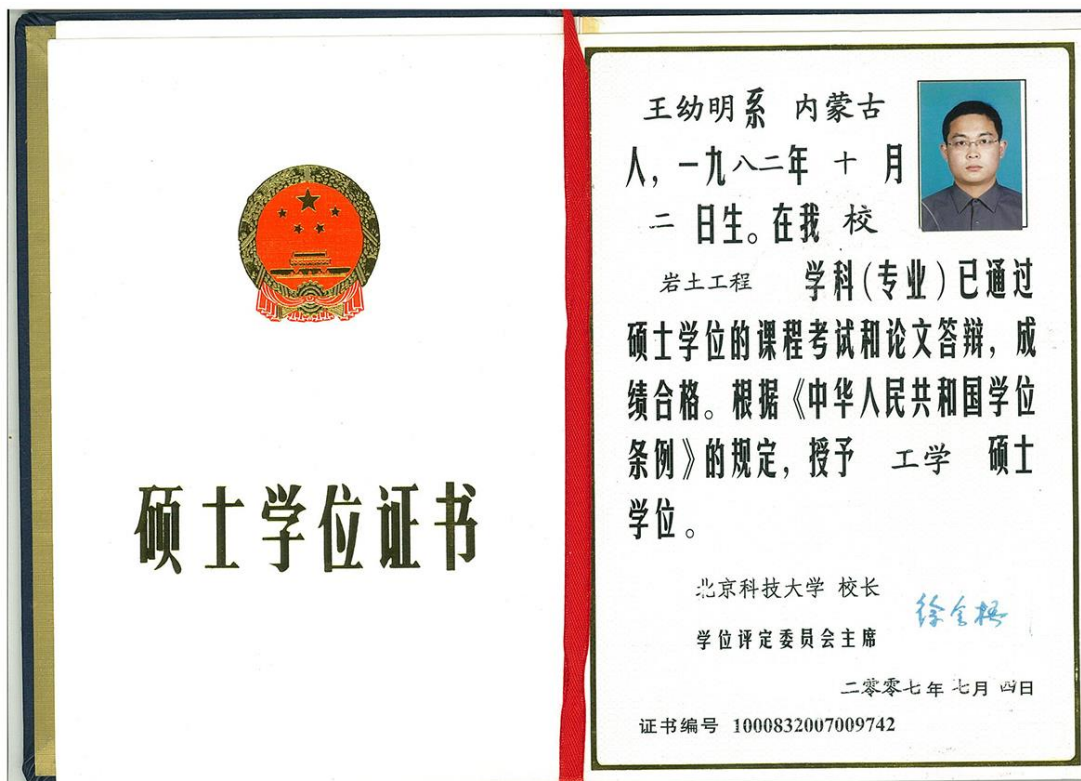 硕士学位证书
王幼明系 内蒙古
人，一九八二年 十 月
二 日生。在我 校
岩土工程 学科(专业)已通过
硕士学位的课程考试和论文答辩，成
绩合格。根据《中华人民共和国学位
条例》的规定，授予 工学 硕士
学位。
北京科技大学 校长
徐金梧
学位评定委员会主席
二零零七年 七月 四日
证书编号 1000832007009742